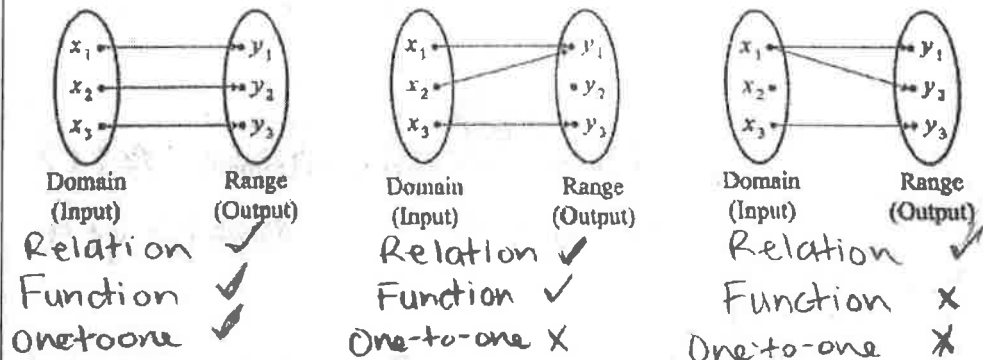 x₁ y₁
x₂ y₂
x₃ y₃
Domain (Input)
Range (Output)
Relation ✓
Function ✓
onetoone ✓
x₁ y₁
x₂ y₂
x₃ y₃
Domain (Input)
Range (Output)
Relation ✓
Function ✓
One-to-one X
x₁ y₁
x₂ y₂
x₃ y₃
Domain (Input)
Range (Output)
Relation ✓
Function X
One-to-one X